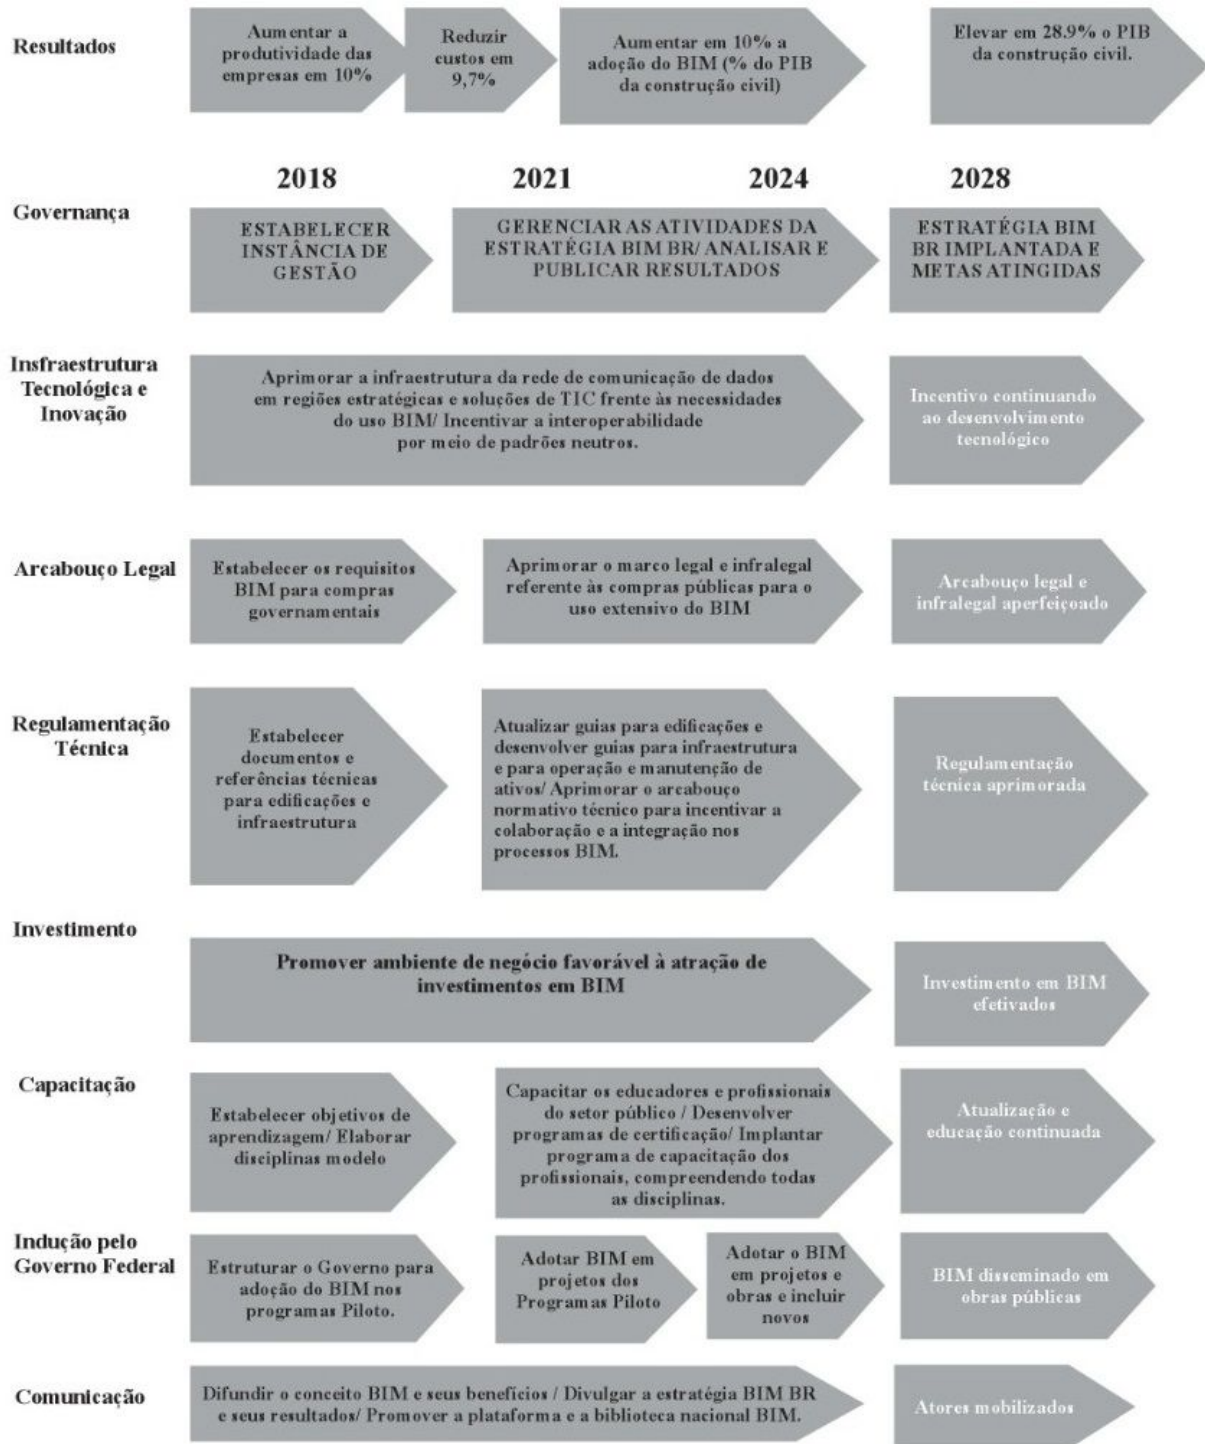 Resultados
Aumentar a
produtividade das
empresas em 10%
Reduzir
custos em
9,7%
Aumentar em 10% a
adoção do BIM (% do PIB
da construção civil)
Elevar em 28.9% o PIB
da construção civil.
2018
2021
2024
2028
Governança
ESTABELECER
INSTÂNCIA DE
GESTÃO
GERENCIAR AS ATIVIDADES DA
ESTRATÉGIA BIM BR/ ANALISAR E
PUBLICAR RESULTADOS
ESTRATÉGIA BIM
BR IMPLANTADA E
METAS ATINGIDAS
Insfraestrutura
Tecnológica e
Inovação
Aprimorar a infraestrutura da rede de comunicação de dados
em regiões estratégicas e soluções de TIC frente às necessidades
do uso BIM/ Incentivar a interoperabilidade
por meio de padrões neutros.
Incentivo continuando
ao desenvolvimento
tecnológico
Arcabouço Legal
Estabelecer os requisitos
BIM para compras
governamentais
Aprimorar o marco legal e infralegal
referente às compras públicas para o
uso extensivo do BIM
Arcabouço legal e
infralegal aperfeiçoado
Regulamentação
Técnica
Estabelecer
documentos e
referências técnicas
para edificações e
infraestrutura
Atualizar guias para edificações e
desenvolver guias para infraestrutura
e para operação e manutenção de
ativos/ Aprimorar o arcabouço
normativo técnico para incentivar a
colaboração e a integração nos
processos BIM.
Regulamentação
técnica aprimorada
Investimento
Promover ambiente de negócio favorável à atração de
investimentos em BIM
Investimento em BIM
efetivados
Capacitação
Estabelecer objetivos de
aprendizagem/ Elaborar
disciplinas modelo
Capacitar os educadores e profissionais
do setor público / Desenvolver
programas de certificação/ Implantar
programa de capacitação dos
profissionais, compreendendo todas
as disciplinas.
Atualização e
educação continuada
Indução pelo
Governo Federal
Estruturar o Governo para
adoção do BIM nos
programas Piloto.
Adotar BIM em
projetos dos
Programas Piloto
Adotar o BIM
em projetos e
obras e incluir
novos
BIM disseminado em
obras públicas
Comunicação
Difundir o conceito BIM e seus benefícios / Divulgar a estratégia BIM BR
e seus resultados/ Promover a plataforma e a biblioteca nacional BIM.
Atores mobilizados